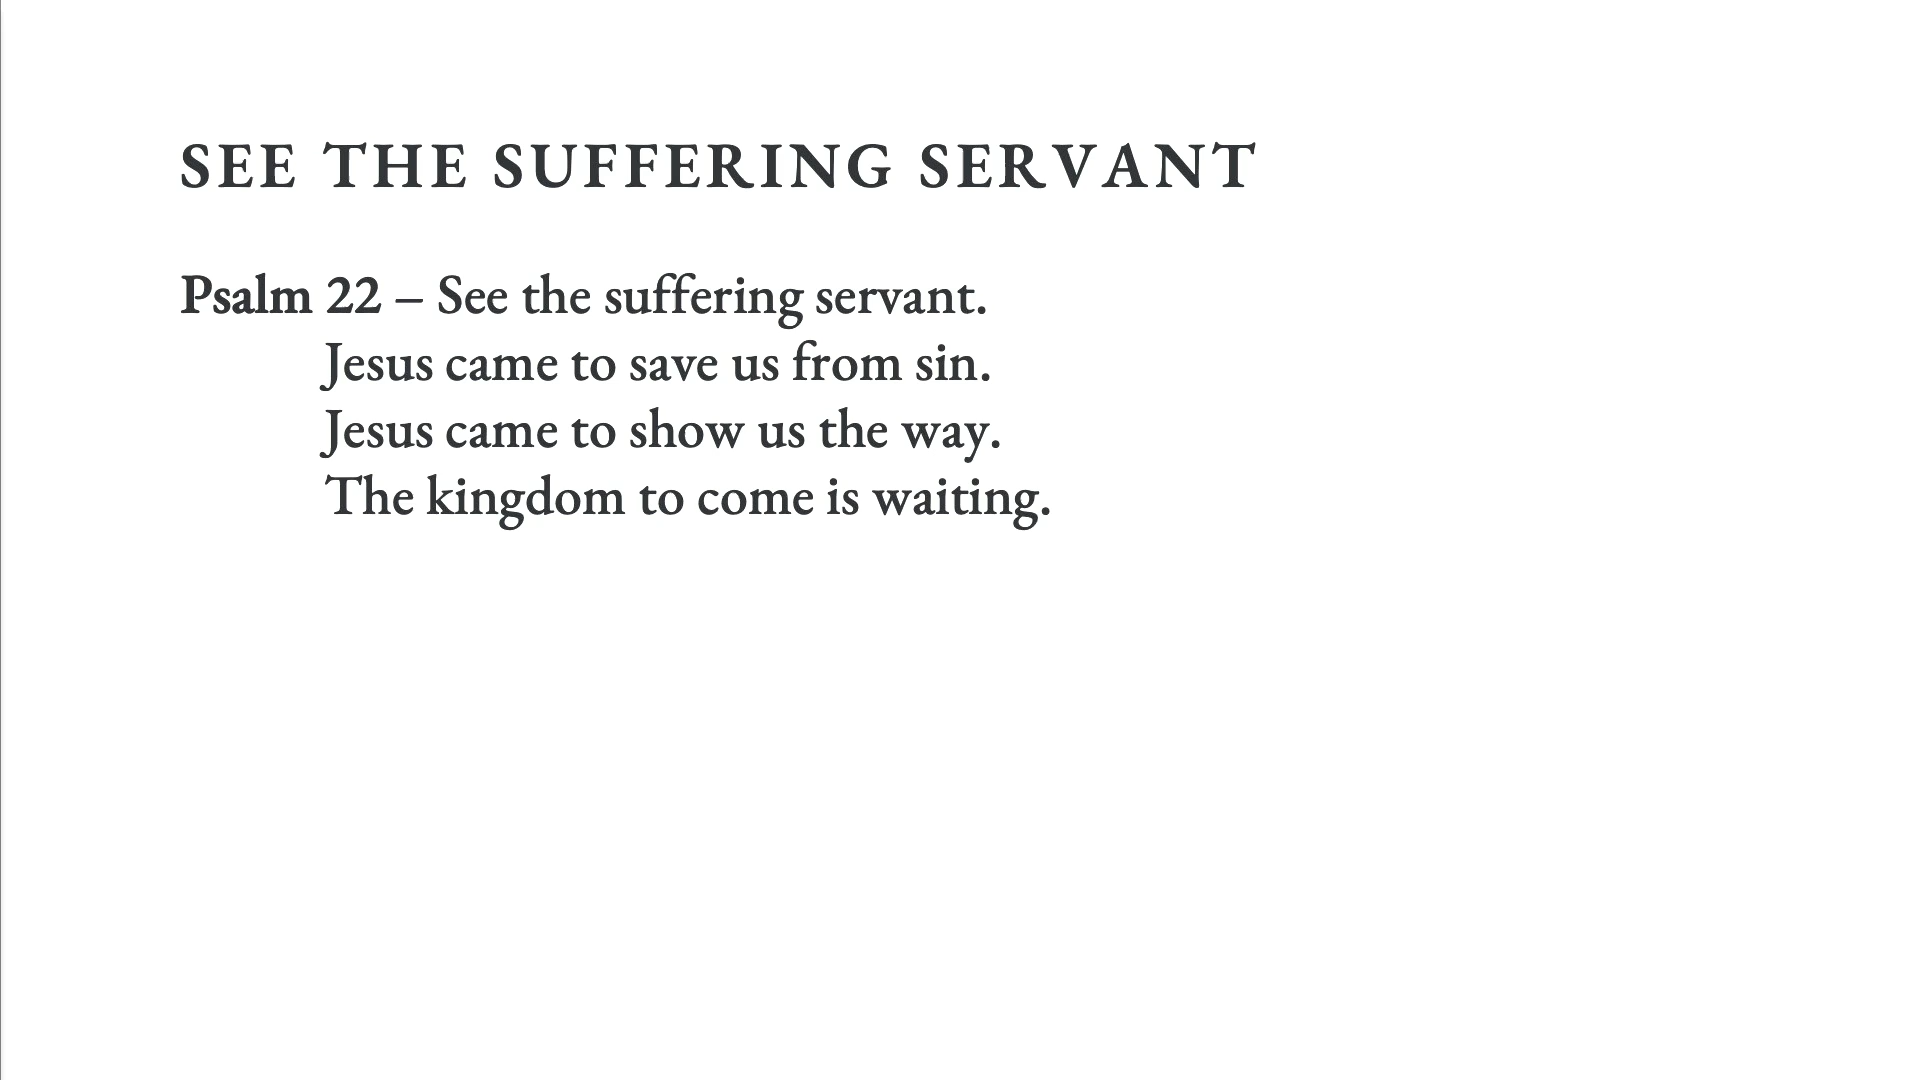 SEE THE SUFFERING SERVANT
Psalm 22 – See the suffering servant.
Jesus came to save us from sin.
Jesus came to show us the way.
The kingdom to come is waiting.